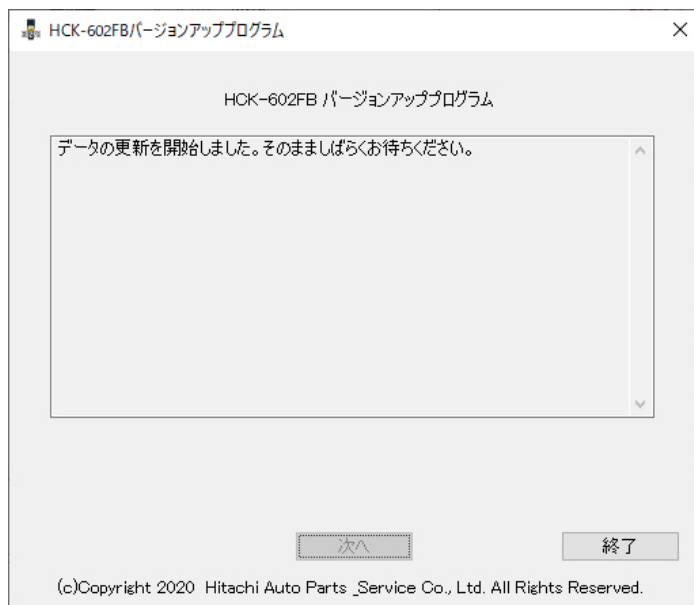 HCK-602FBバージョンアッププログラム
HCK-602FB バージョンアッププログラム
データの更新を開始しました。そのまましばらくお待ちください。
次へ
終了
(c)Copyright 2020 Hitachi Auto Parts _Service Co., Ltd. All Rights Reserved.